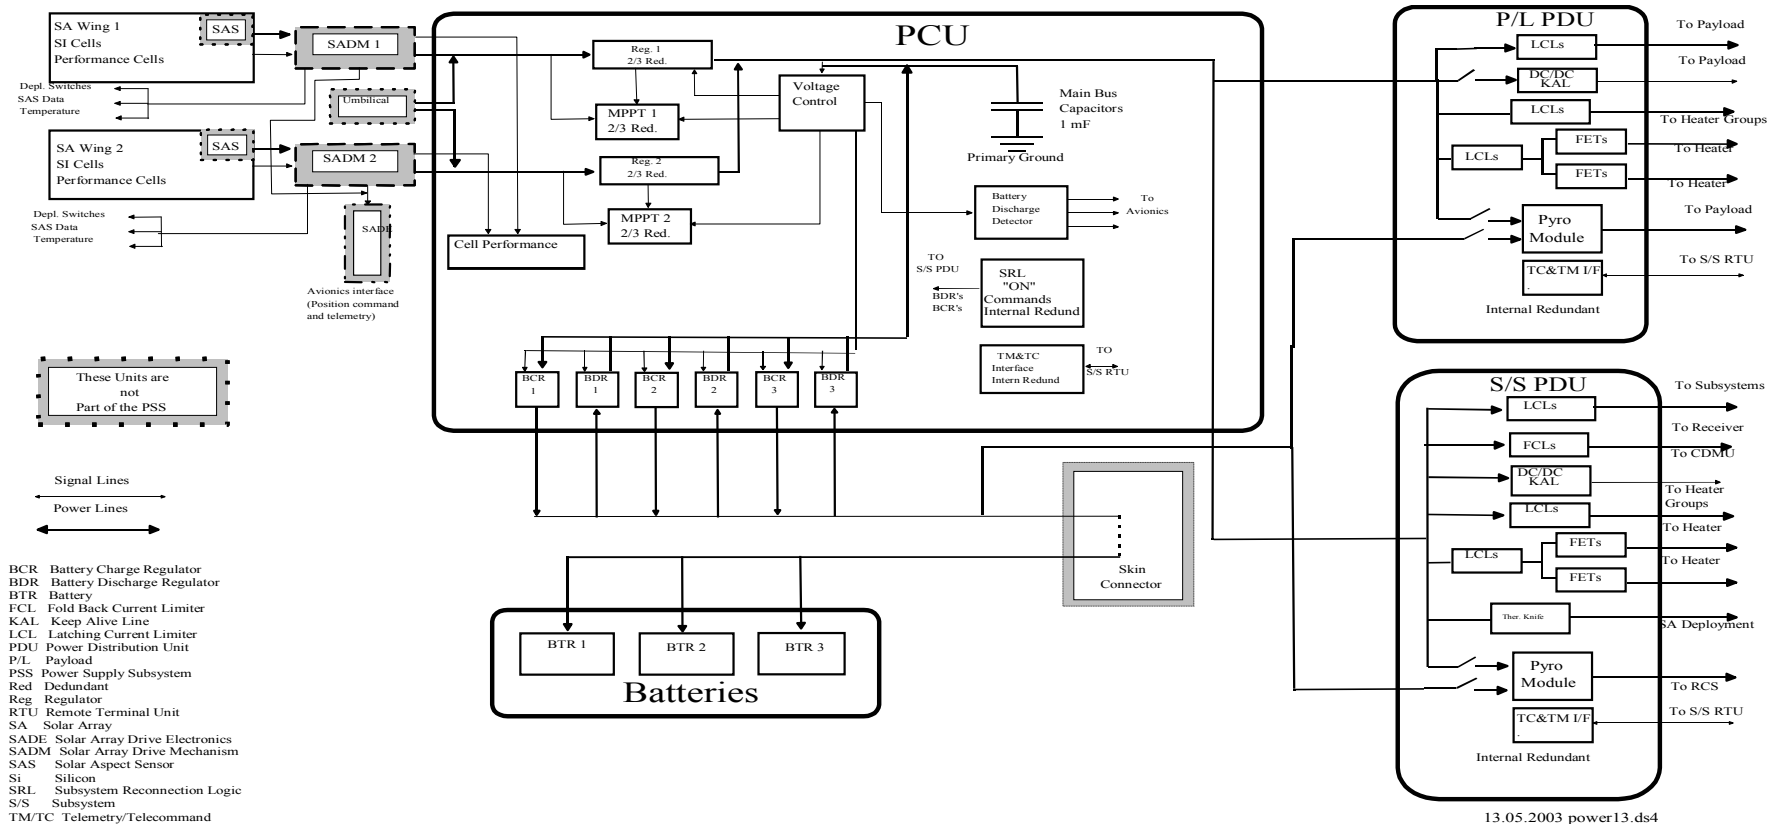 SA Wing 1
SI Cells
Performance Cells
SAS
SADM 1
Depl. Switches
SAS Data
Temperature
Umbilical
SA Wing 2
SI Cells
Performance Cells
SAS
SADM 2
Depl. Switches
SAS Data
Temperature
SADE
Avionics interface
(Position command
and telemetry)
These Units are
not
Part of the PSS
Signal Lines
Power Lines
BCR Battery Charge Regulator
BDR Battery Discharge Regulator
BTR Battery
FCL Fold Back Current Limiter
KAL Keep Alive Line
LCL Latching Current Limiter
PDU Power Distribution Unit
P/L Payload
PSS Power Supply Subsystem
Red Dedundant
Reg Regulator
RTU Remote Terminal Unit
SA Solar Array
SADE Solar Array Drive Electronics
SADM Solar Array Drive Mechanism
SAS Solar Aspect Sensor
Si Silicon
SRL Subsystem Reconnection Logic
S/S Subsystem
TM/TC Telemetry/Telecommand
PCU
Reg. 1
2/3 Red.
MPPT 1
2/3 Red.
Reg. 2
2/3 Red.
MPPT 2
2/3 Red.
Cell Performance
Voltage
Control
Main Bus
Capacitors
1 mF
Primary Ground
Battery
Discharge
Detector
To
Avionics
TO
S/S PDU
BDR's
BCR's
SRL
"ON"
Commands
Internal Redund
TM&TC
Interface
Intern Redund
TO
S/S RTU
BCR
1
BDR
1
BCR
2
BDR
2
BCR
3
BDR
3
Skin
Connector
BTR 1
BTR 2
BTR 3
Batteries
P/L PDU
LCLs
To Payload
DC/DC
KAL
To Payload
LCLs
To Heater Groups
LCLs
FETs
To Heater
FETs
To Heater
Pyro
Module
To Payload
TC&TM I/F
.
To S/S RTU
Internal Redundant
S/S PDU
LCLs
To Subsystems
FCLs
To Receiver
To CDMU
DC/DC
KAL
To Heater
Groups
LCLs
To Heater
LCLs
FETs
To Heater
FETs
Ther. Knife
SA Deployment
Pyro
Module
To RCS
TC&TM I/F
.
To S/S RTU
Internal Redundant
13.05.2003 power13.ds4